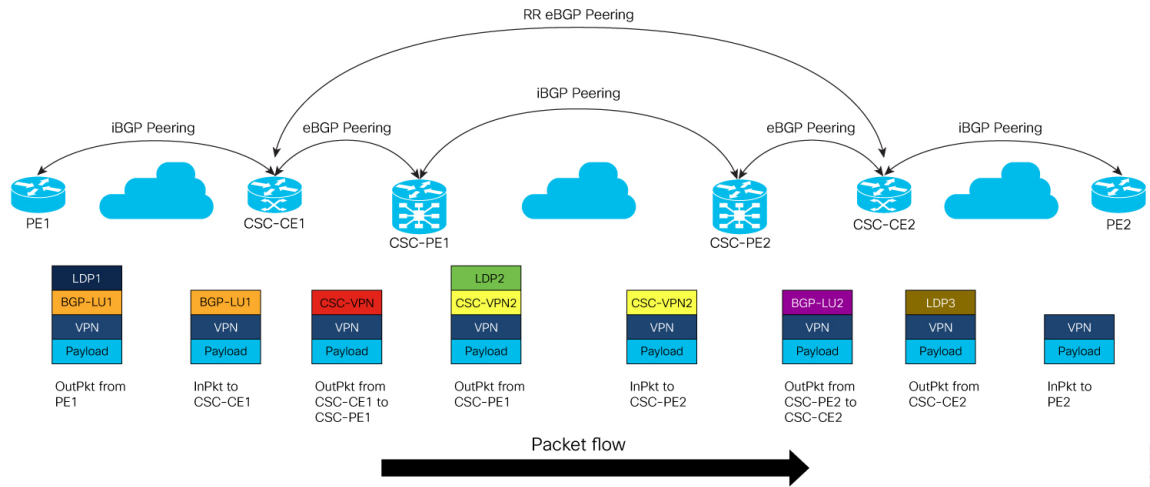 RR eBGP Peering
iBGP Peering
iBGP Peering
eBGP Peering
eBGP Peering
iBGP Peering
PE1
CSC-CE1
CSC-PE1
CSC-PE2
CSC-CE2
PE2
LDP1
BGP-LU1
VPN
Payload
OutPkt from
PE1
BGP-LU1
VPN
Payload
InPkt to
CSC-CE1
CSC-VPN
VPN
Payload
OutPkt from
CSC-CE1 to
CSC-PE1
LDP2
CSC-VPN2
VPN
Payload
OutPkt from
CSC-PE1
CSC-VPN2
VPN
Payload
InPkt to
CSC-PE2
BGP-LU2
VPN
Payload
OutPkt from
CSC-PE2 to
CSC-CE2
LDP3
VPN
Payload
OutPkt from
CSC-CE2
VPN
Payload
InPkt to
PE2
Packet flow